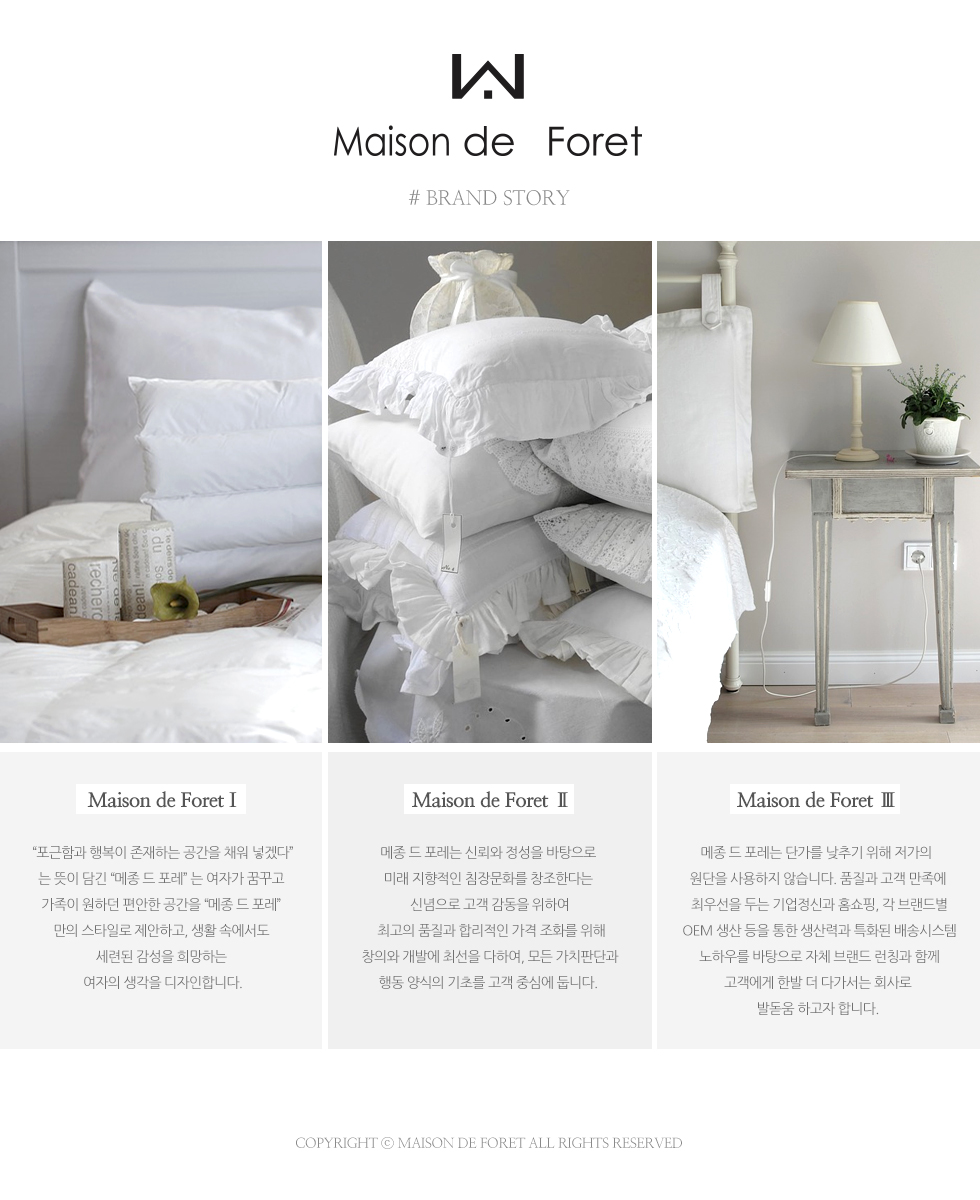 Maison de Foret
# BRAND STORY
Maison de Foret Ⅰ
“포근함과 행복이 존재하는 공간을 채워 넣겠다”
는 뜻이 담긴 “메종 드 포레” 는 여자가 꿈꾸고
가족이 원하던 편안한 공간을 “메종 드 포레”
만의 스타일로 제안하고, 생활 속에서도
세련된 감성을 희망하는
여자의 생각을 디자인합니다.
Maison de Foret Ⅱ
메종 드 포레는 신뢰와 정성을 바탕으로
미래 지향적인 침장문화를 창조한다는
신념으로 고객 감동을 위하여
최고의 품질과 합리적인 가격 조화를 위해
창의와 개발에 최선을 다하여, 모든 가치판단과
행동 양식의 기초를 고객 중심에 둡니다.
Maison de Foret Ⅲ
메종 드 포레는 단가를 낮추기 위해 저가의
원단을 사용하지 않습니다. 품질과 고객 만족에
최우선을 두는 기업정신과 홈쇼핑, 각 브랜드별
OEM 생산 등을 통한 생산력과 특화된 배송시스템
노하우를 바탕으로 자체 브랜드 런칭과 함께
고객에게 한발 더 다가서는 회사로
발돋움 하고자 합니다.
COPYRIGHT ⓒ MAISON DE FORET ALL RIGHTS RESERVED